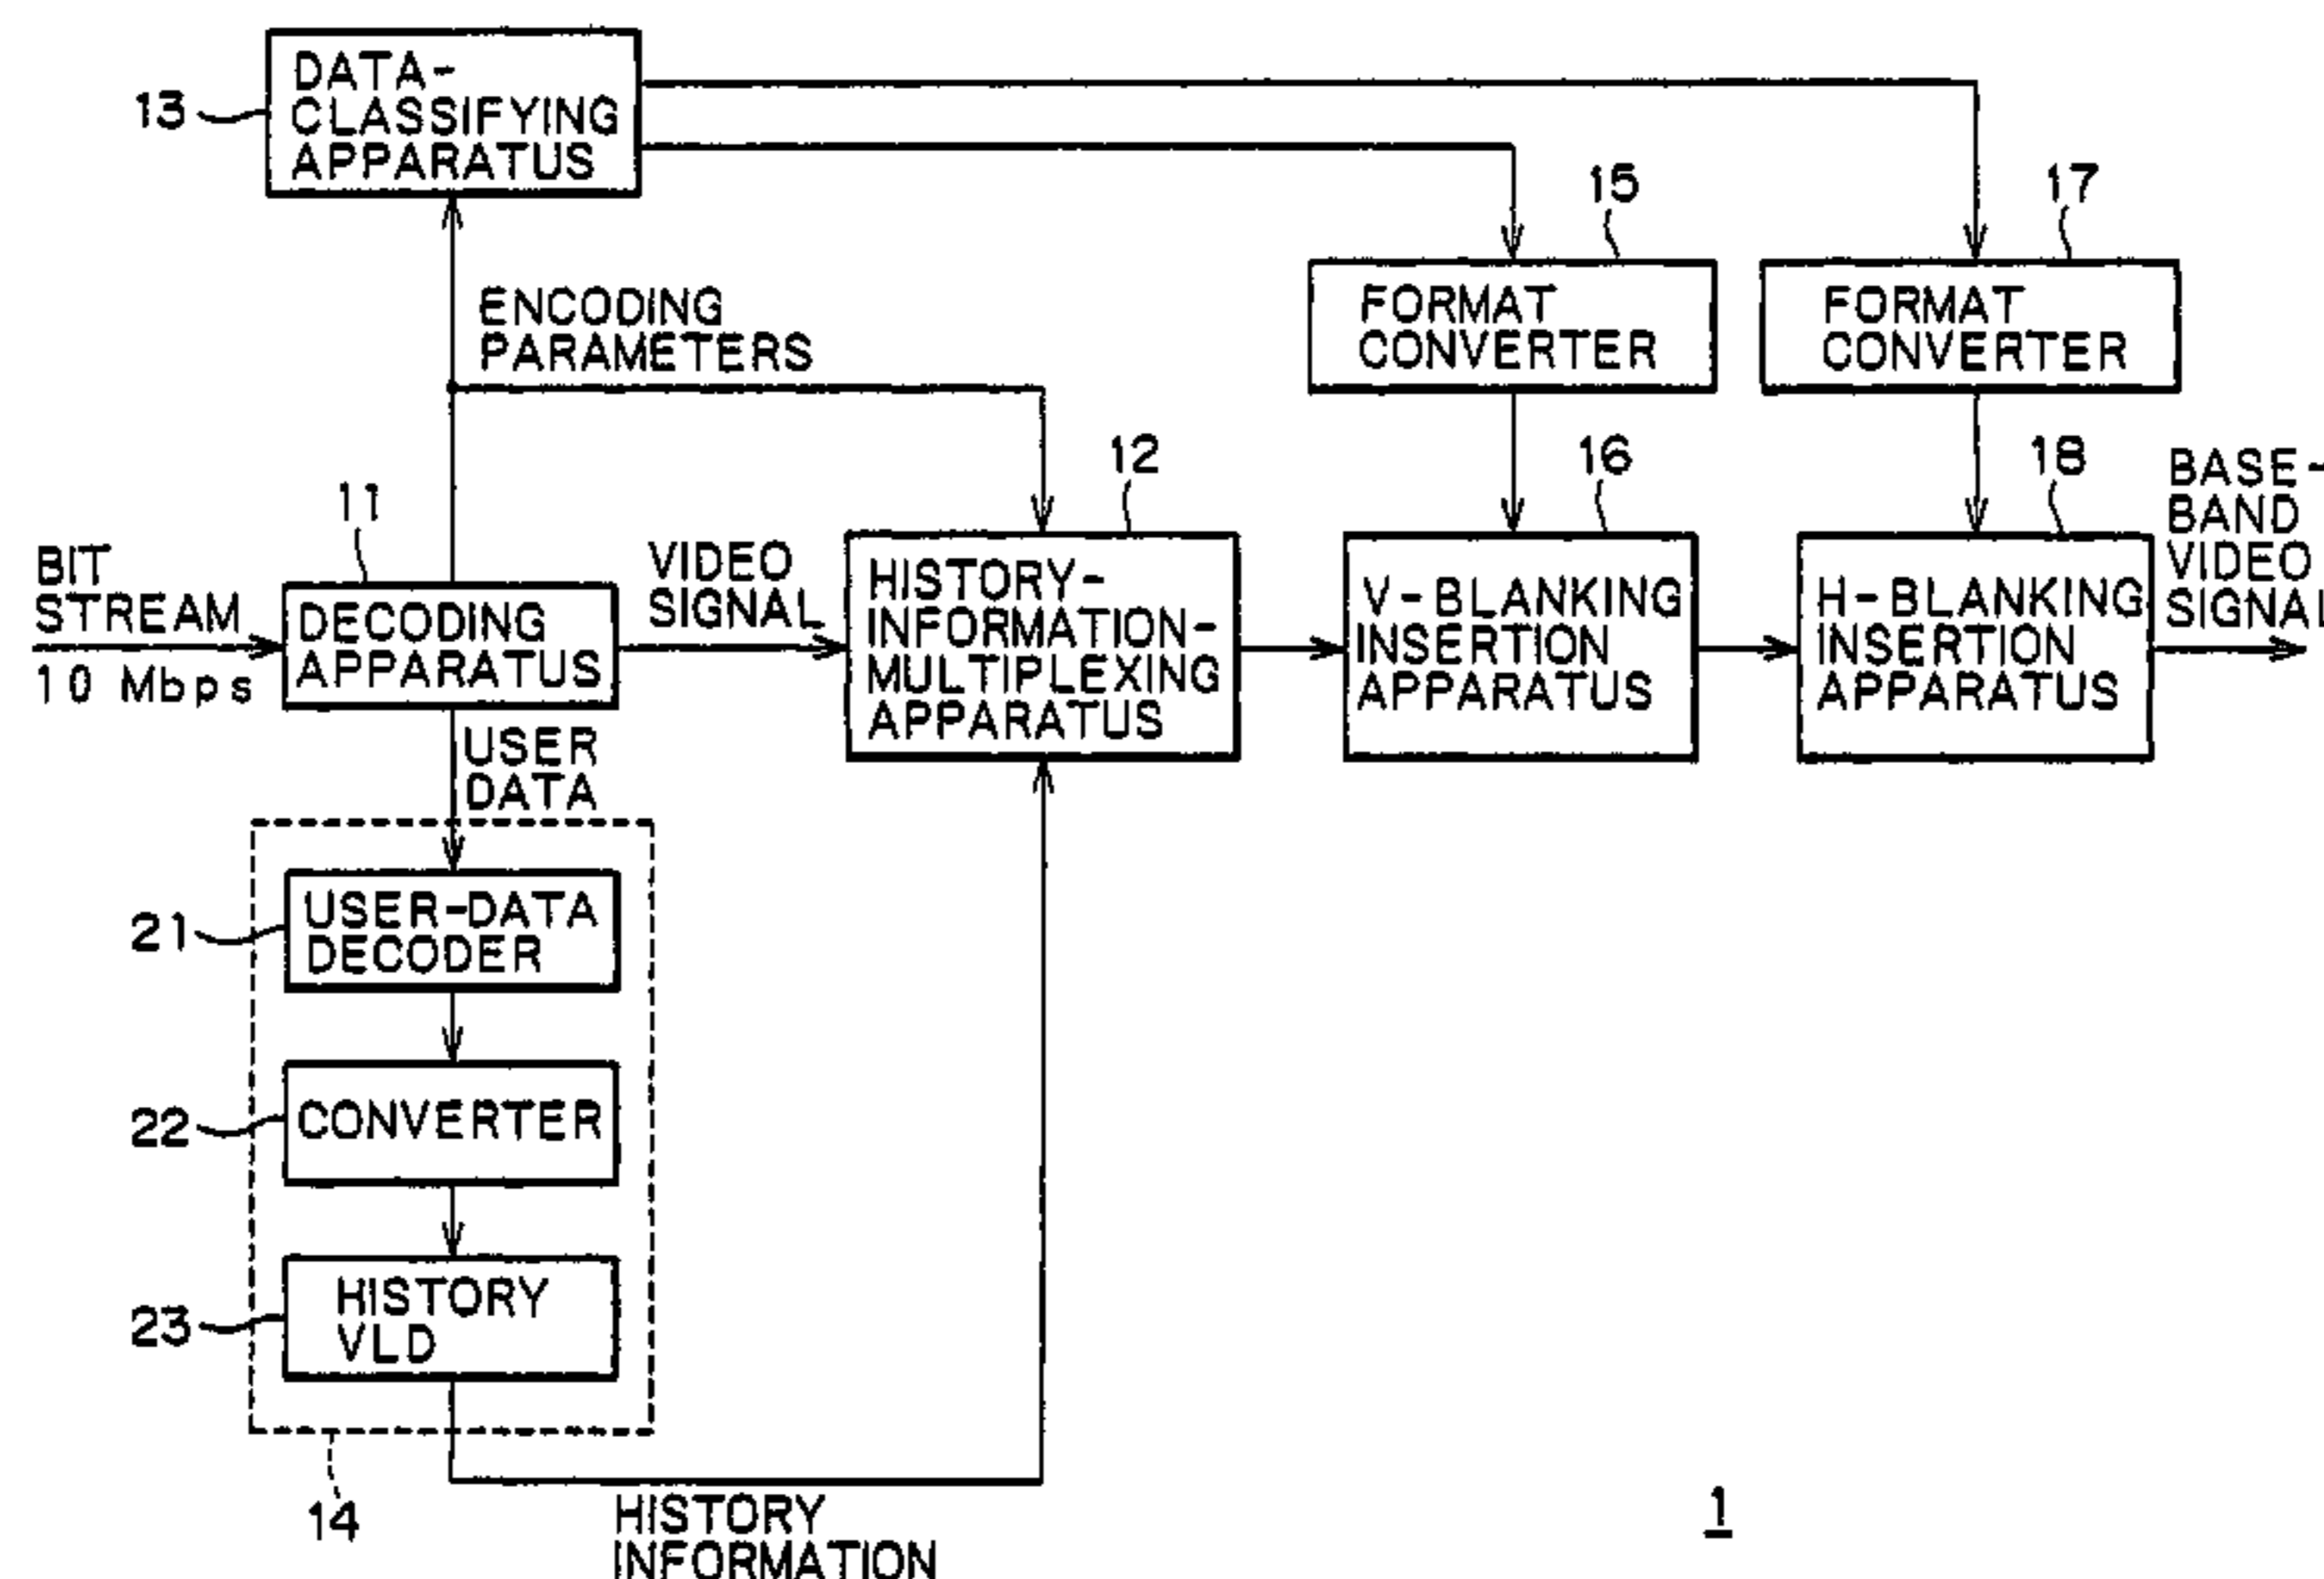 DATA-
CLASSIFYING
APPARATUS
13
15
17
FORMAT
CONVERTER
FORMAT
CONVERTER
ENCODING
PARAMETERS
12
16
18
BASE-
BAND
VIDEO
SIGNAL
11
BIT
STREAM
10 Mbps
DECODING
APPARATUS
VIDEO
SIGNAL
HISTORY-
INFORMATION-
MULTIPLEXING
APPARATUS
V-BLANKING
INSERTION
APPARATUS
H-BLANKING
INSERTION
APPARATUS
USER
DATA
21
USER-DATA
DECODER
22
CONVERTER
23
HISTORY
VLD
14
HISTORY
INFORMATION
1